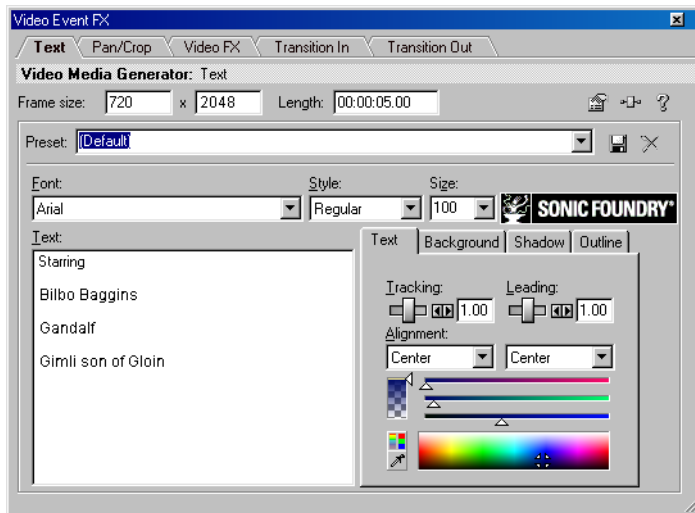 Video Event FX
Text Pan/Crop Video FX Transition In Transition Out
Video Media Generator: Text
Frame size: 720 x 2048 Length: 00:00:05.00
Preset: (Default)
Font: Style: Size:
Arial Regular 100 SONIC FOUNDRY
Text:
Starring
Bilbo Baggins
Gandalf
Gimli son of Gloin
Text Background Shadow Outline
Tracking: Leading:
1.00 1.00
Alignment:
Center Center